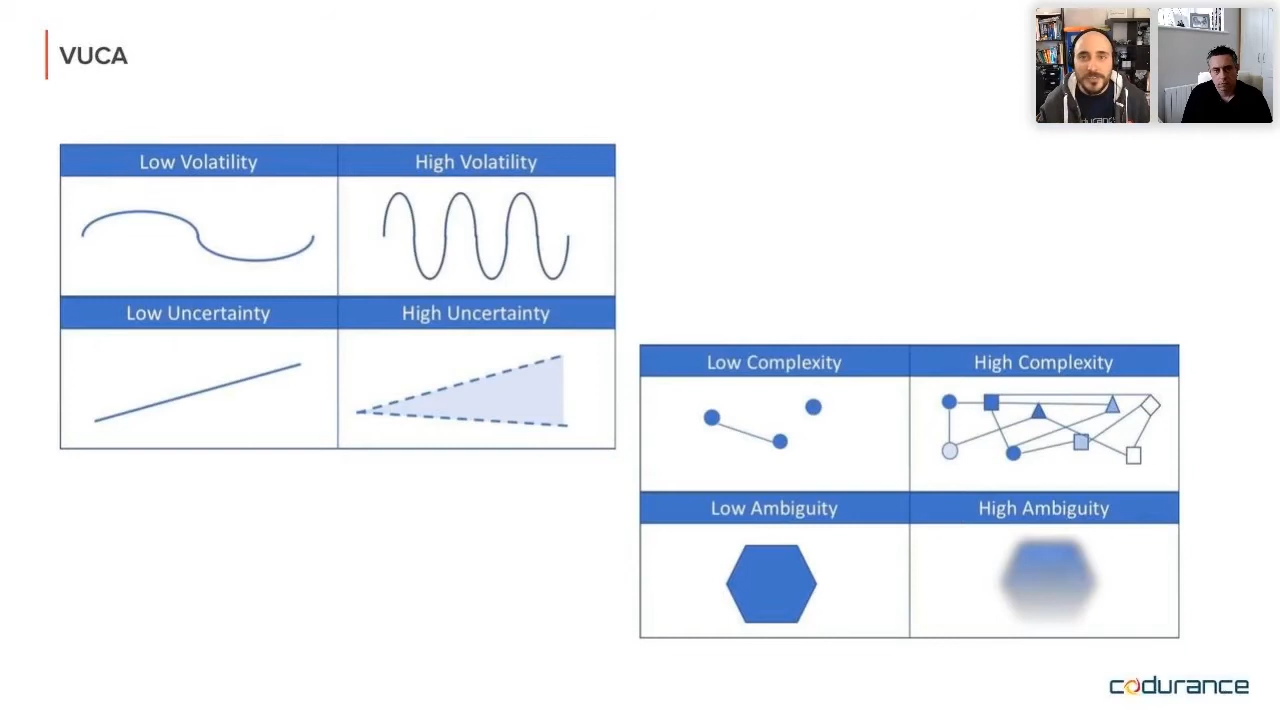 VUCA
Low Volatility
High Volatility
Low Uncertainty
High Uncertainty
Low Complexity
High Complexity
Low Ambiguity
High Ambiguity
codurance